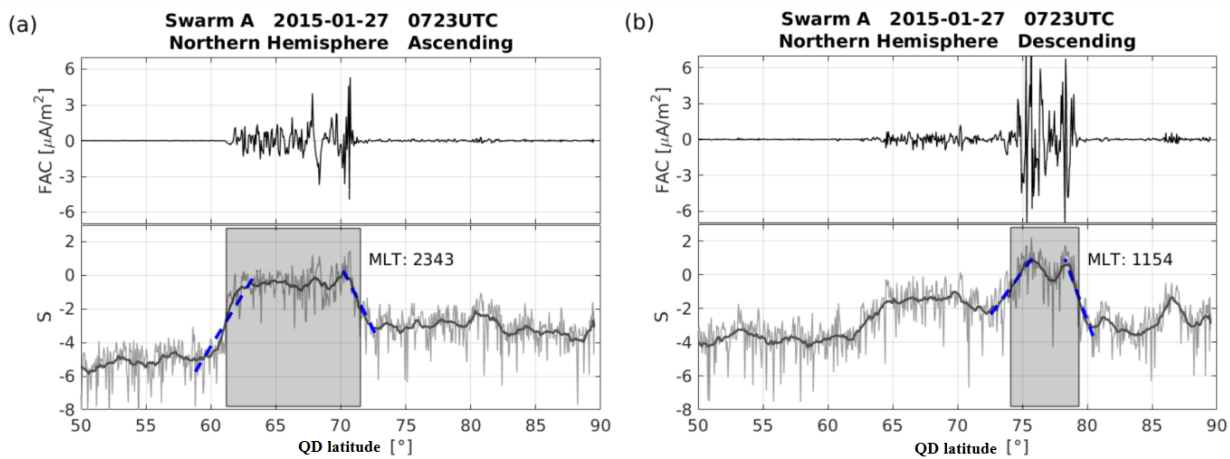 (a)
Swarm A 2015-01-27 0723UTC
Northern Hemisphere Ascending
FAC [μA/m²]
6
3
0
-3
-6
S
2
0
-2
-4
-6
-8
MLT: 2343
50 55 60 65 70 75 80 85 90
QD latitude [°]
(b)
Swarm A 2015-01-27 0723UTC
Northern Hemisphere Descending
FAC [μA/m²]
6
3
0
-3
-6
S
2
0
-2
-4
-6
-8
MLT: 1154
50 55 60 65 70 75 80 85 90
QD latitude [°]